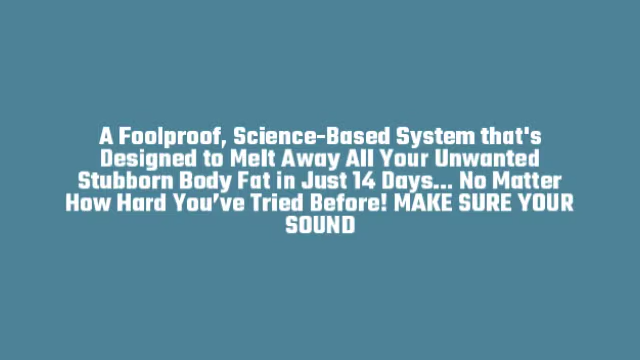 A Foolproof, Science-Based System that's
Designed to Melt Away All Your Unwanted
Stubborn Body Fat in Just 14 Days... No Matter
How Hard You’ve Tried Before! MAKE SURE YOUR
SOUND